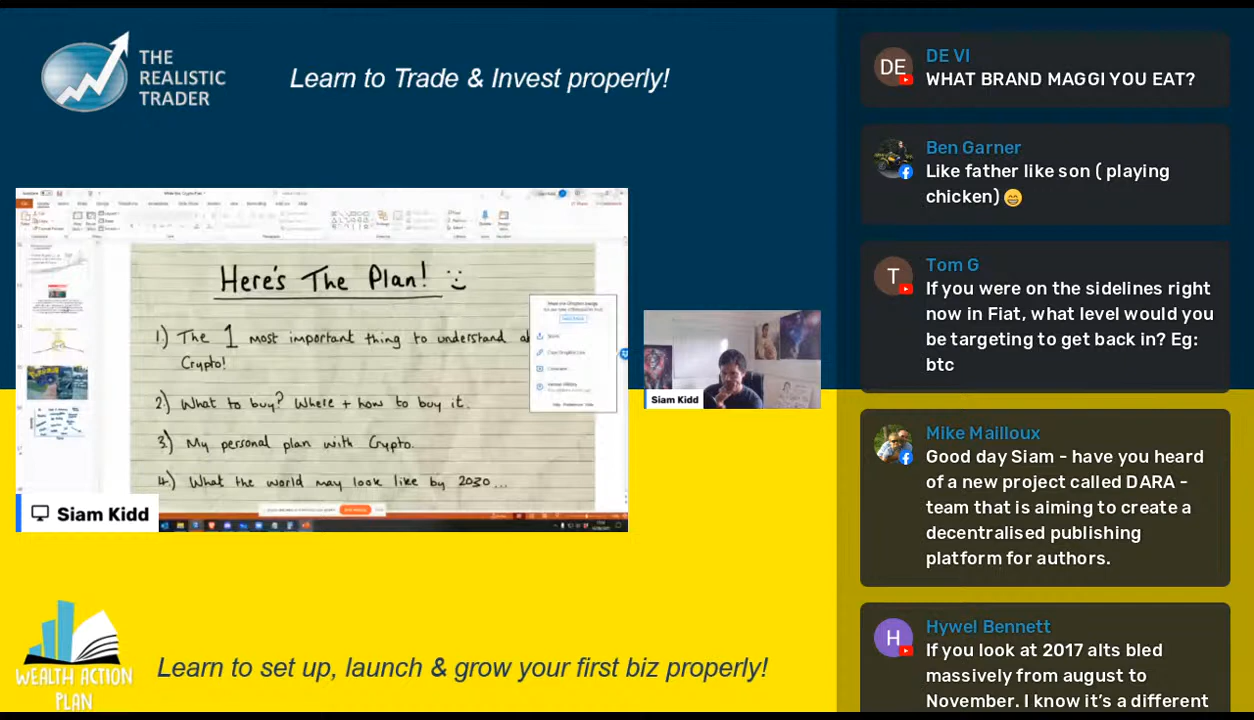 THE
REALISTIC
TRADER
Learn to Trade & Invest properly!
Here's The Plan!
1.) The 1 most important thing to understand
Crypto!
2.) What to buy? Where + how to buy it.
3.) My personal plan with Crypto.
4.) What the world may look like by 2030...
Siam Kidd
Siam Kidd
WEALTH ACTION
PLAN
Learn to set up, launch & grow your first biz properly!
DE
DE VI
WHAT BRAND MAGGI YOU EAT?
Ben Garner
Like father like son ( playing
chicken) 😁
T
Tom G
If you were on the sidelines right
now in Fiat, what level would you
be targeting to get back in? Eg:
btc
Mike Mailloux
Good day Siam - have you heard
of a new project called DARA -
team that is aiming to create a
decentralised publishing
platform for authors.
H
Hywel Bennett
If you look at 2017 alts bled
massively from august to
November. I know it's a different